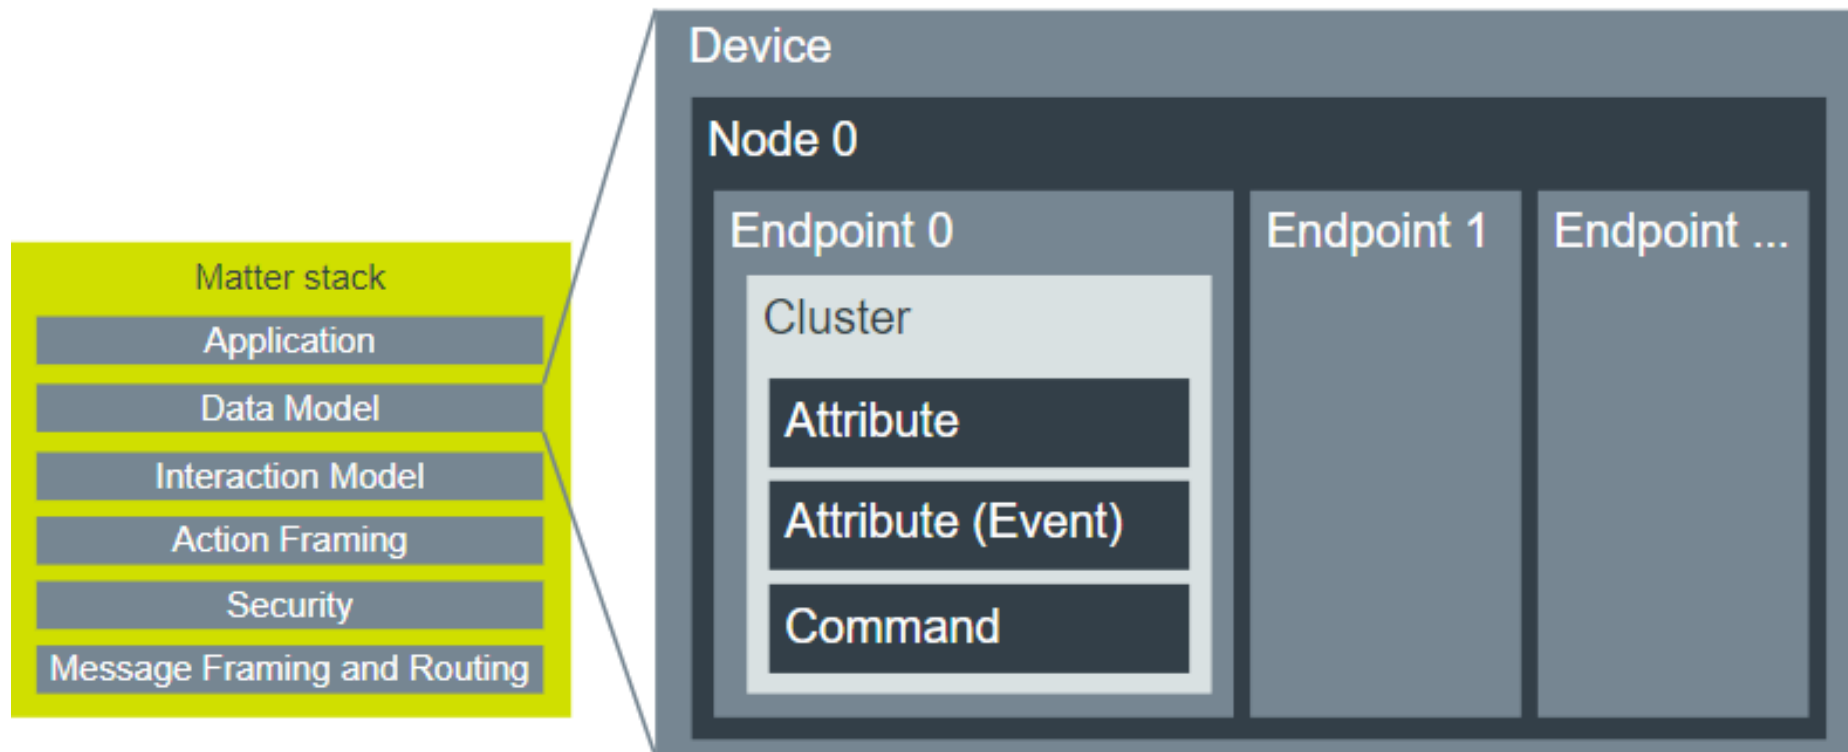 Matter stack
Application
Data Model
Interaction Model
Action Framing
Security
Message Framing and Routing
Device
Node 0
Endpoint 0
Cluster
Attribute
Attribute (Event)
Command
Endpoint 1
Endpoint ...